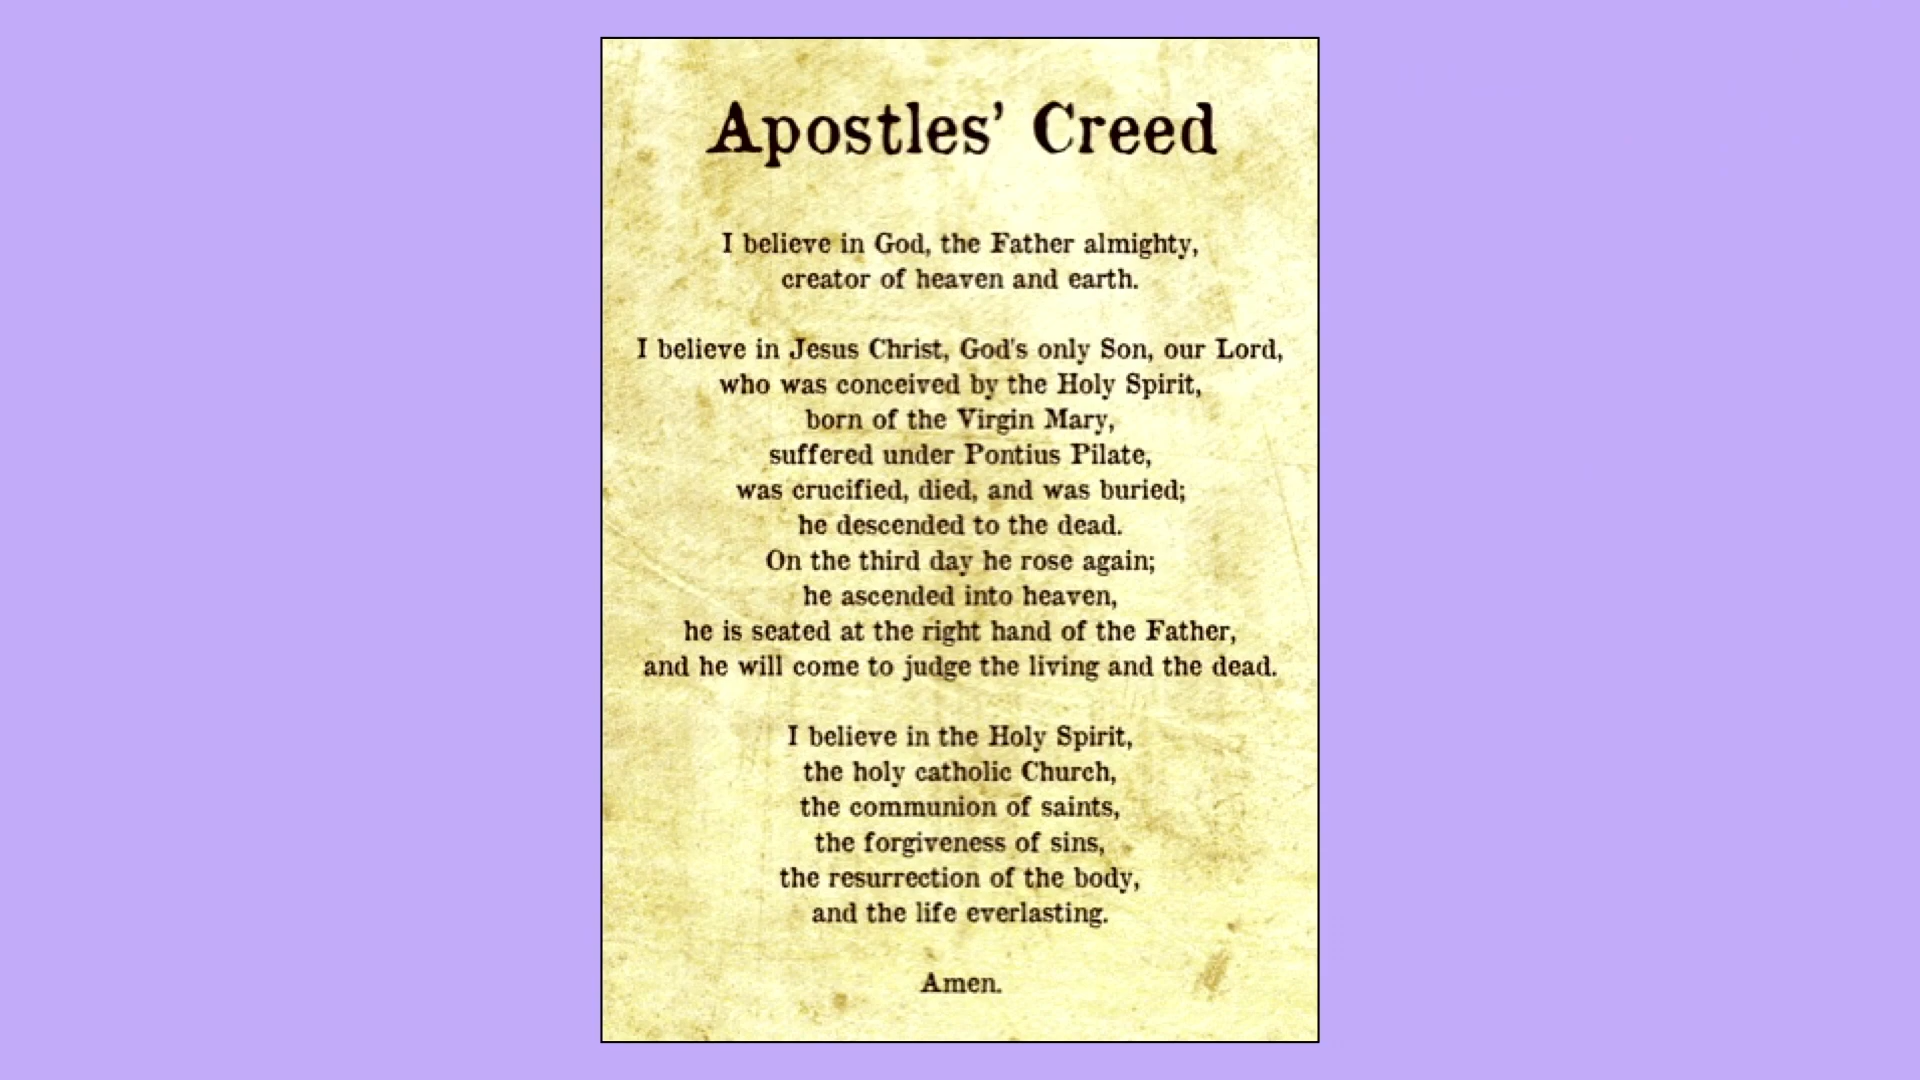 Apostles’ Creed
I believe in God, the Father almighty,
creator of heaven and earth.
I believe in Jesus Christ, God's only Son, our Lord,
who was conceived by the Holy Spirit,
born of the Virgin Mary,
suffered under Pontius Pilate,
was crucified, died, and was buried;
he descended to the dead.
On the third day he rose again;
he ascended into heaven,
he is seated at the right hand of the Father,
and he will come to judge the living and the dead.
I believe in the Holy Spirit,
the holy catholic Church,
the communion of saints,
the forgiveness of sins,
the resurrection of the body,
and the life everlasting.
Amen.